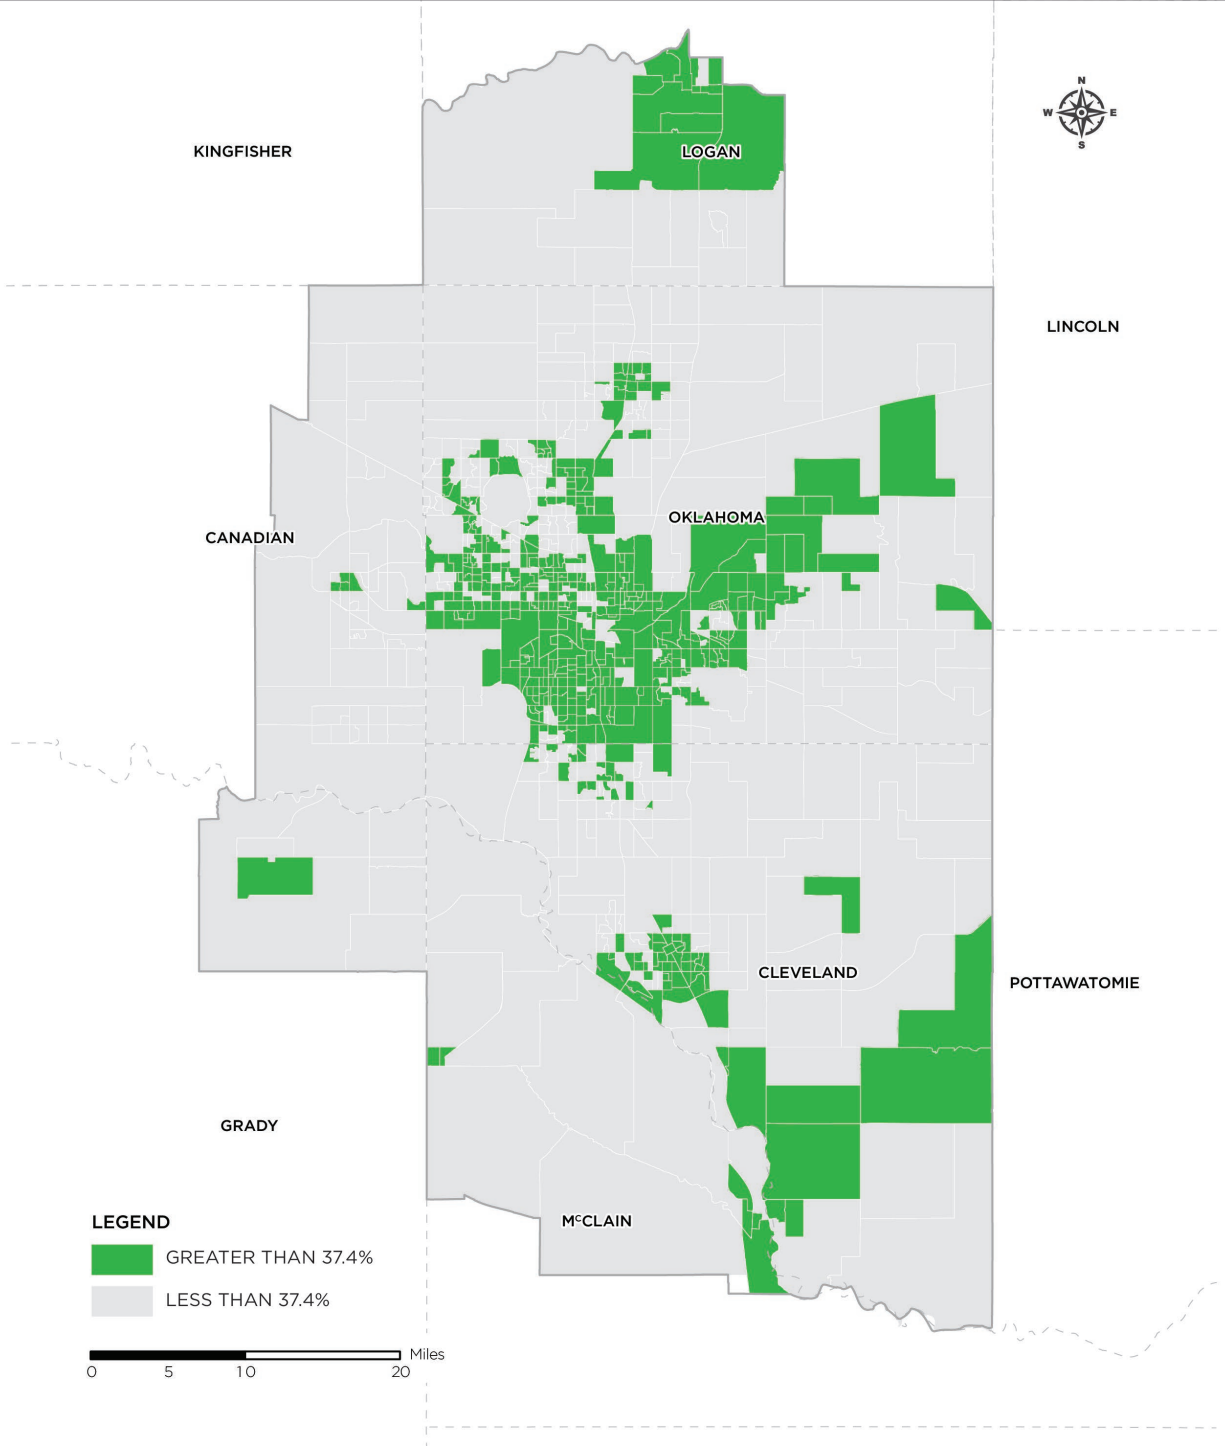 N
W E
S
KINGFISHER
LOGAN
LINCOLN
OKLAHOMA
CANADIAN
CLEVELAND
POTTAWATOMIE
GRADY
MCCLAIN
LEGEND
GREATER THAN 37.4%
LESS THAN 37.4%
Miles
0 5 10 20